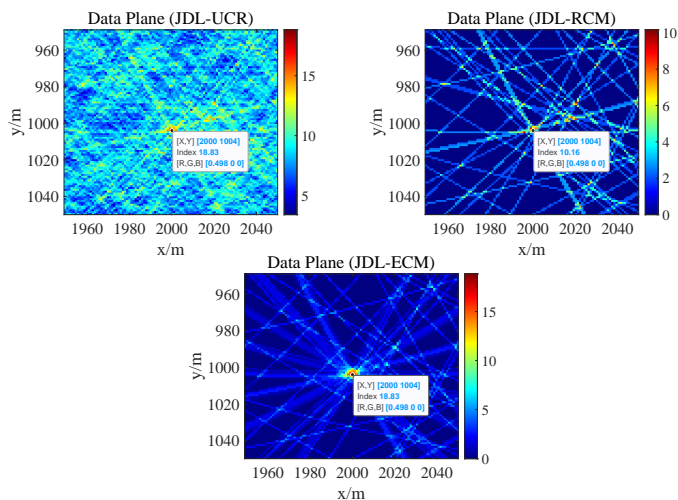 Data Plane (JDL-UCR)
960
980
1000
1020
1040
y/m
1960 1980 2000 2020 2040
x/m
15
10
5
[X,Y] [2000 1004]
Index 18.83
[R,G,B] [0.498 0 0]
Data Plane (JDL-RCM)
960
980
1000
1020
1040
y/m
1960 1980 2000 2020 2040
x/m
10
8
6
4
2
0
[X,Y] [2000 1004]
Index 10.16
[R,G,B] [0.498 0 0]
Data Plane (JDL-ECM)
960
980
1000
1020
1040
y/m
1960 1980 2000 2020 2040
x/m
15
10
5
0
[X,Y] [2000 1004]
Index 18.83
[R,G,B] [0.498 0 0]